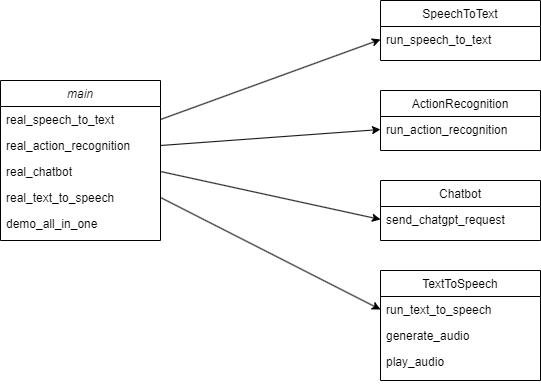 main
real_speech_to_text
real_action_recognition
real_chatbot
real_text_to_speech
demo_all_in_one
SpeechToText
run_speech_to_text
ActionRecognition
run_action_recognition
Chatbot
send_chatgpt_request
TextToSpeech
run_text_to_speech
generate_audio
play_audio